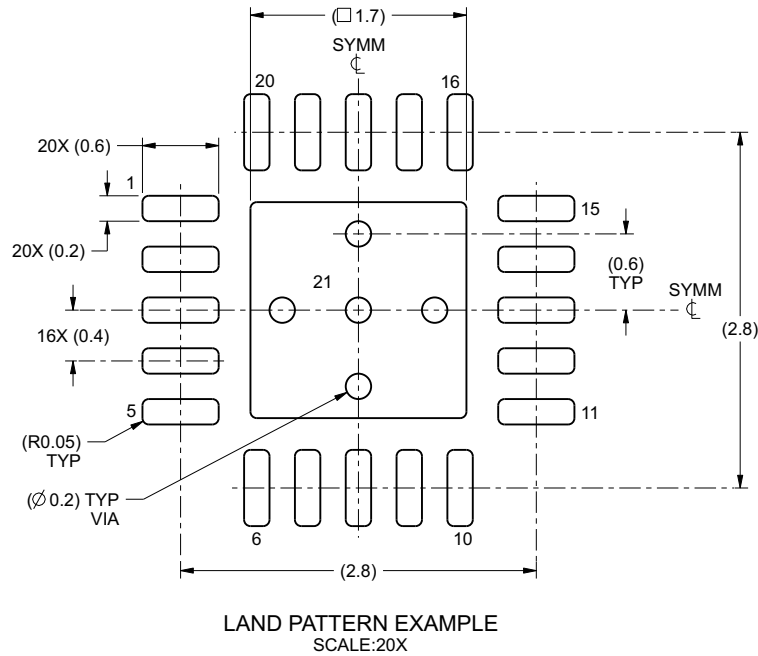 (□1.7)
SYMM
℄
20
16
20X (0.6)
1
15
20X (0.2)
(0.6)
TYP
21
SYMM
℄
16X (0.4)
(2.8)
5
11
(R0.05)
TYP
(∅0.2) TYP
VIA
6
10
(2.8)
LAND PATTERN EXAMPLE
SCALE:20X